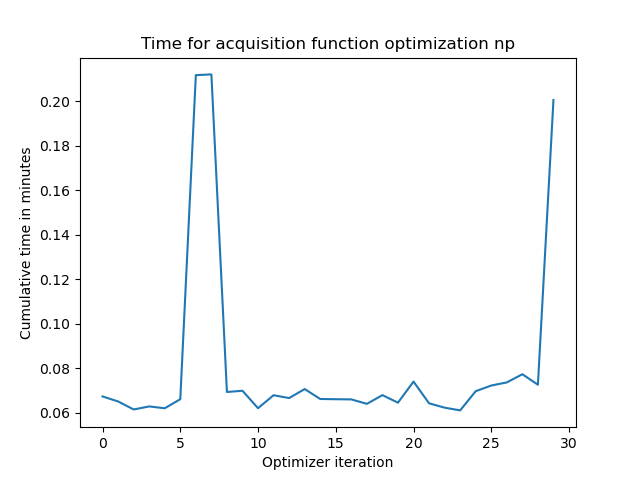 Time for acquisition function optimization np
Cumulative time in minutes
0.20
0.18
0.16
0.14
0.12
0.10
0.08
0.06
0 5 10 15 20 25 30
Optimizer iteration